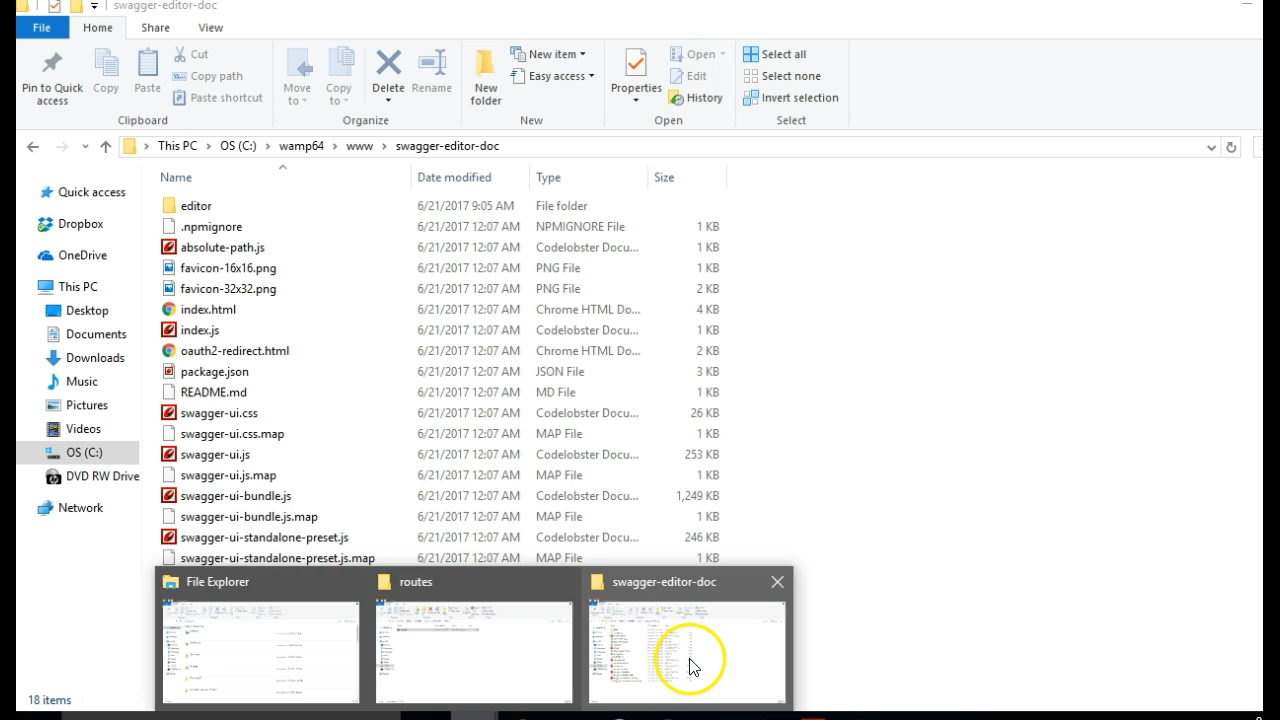 swagger-editor-doc
File Home Share View
Pin to Quick access
Copy
Paste
Cut
Copy path
Paste shortcut
Clipboard
Move to
Copy to
Delete
Rename
Organize
New folder
New item
Easy access
New
Properties
Open
Edit
History
Open
Select all
Select none
Invert selection
Select
This PC OS (C:) wamp64 www swagger-editor-doc
Quick access
Dropbox
OneDrive
This PC
Desktop
Documents
Downloads
Music
Pictures
Videos
OS (C:)
DVD RW Drive
Network
Name Date modified Type Size
editor 6/21/2017 9:05 AM File folder
.npmignore 6/21/2017 12:07 AM NPMIGNORE File 1 KB
absolute-path.js 6/21/2017 12:07 AM Codelobster Docu... 1 KB
favicon-16x16.png 6/21/2017 12:07 AM PNG File 1 KB
favicon-32x32.png 6/21/2017 12:07 AM PNG File 2 KB
index.html 6/21/2017 12:07 AM Chrome HTML Do... 4 KB
index.js 6/21/2017 12:07 AM Codelobster Docu... 1 KB
oauth2-redirect.html 6/21/2017 12:07 AM Chrome HTML Do... 2 KB
package.json 6/21/2017 12:07 AM JSON File 3 KB
README.md 6/21/2017 12:07 AM MD File 2 KB
swagger-ui.css 6/21/2017 12:07 AM Codelobster Docu... 26 KB
swagger-ui.css.map 6/21/2017 12:07 AM MAP File 1 KB
swagger-ui.js 6/21/2017 12:07 AM Codelobster Docu... 253 KB
swagger-ui.js.map 6/21/2017 12:07 AM MAP File 1 KB
swagger-ui-bundle.js 6/21/2017 12:07 AM Codelobster Docu... 1,249 KB
swagger-ui-bundle.js.map 6/21/2017 12:07 AM MAP File 1 KB
swagger-ui-standalone-preset.js 6/21/2017 12:07 AM Codelobster Docu... 246 KB
swagger-ui-standalone-preset.js.map 6/21/2017 12:07 AM MAP File 1 KB
File Explorer routes swagger-editor-doc
18 items